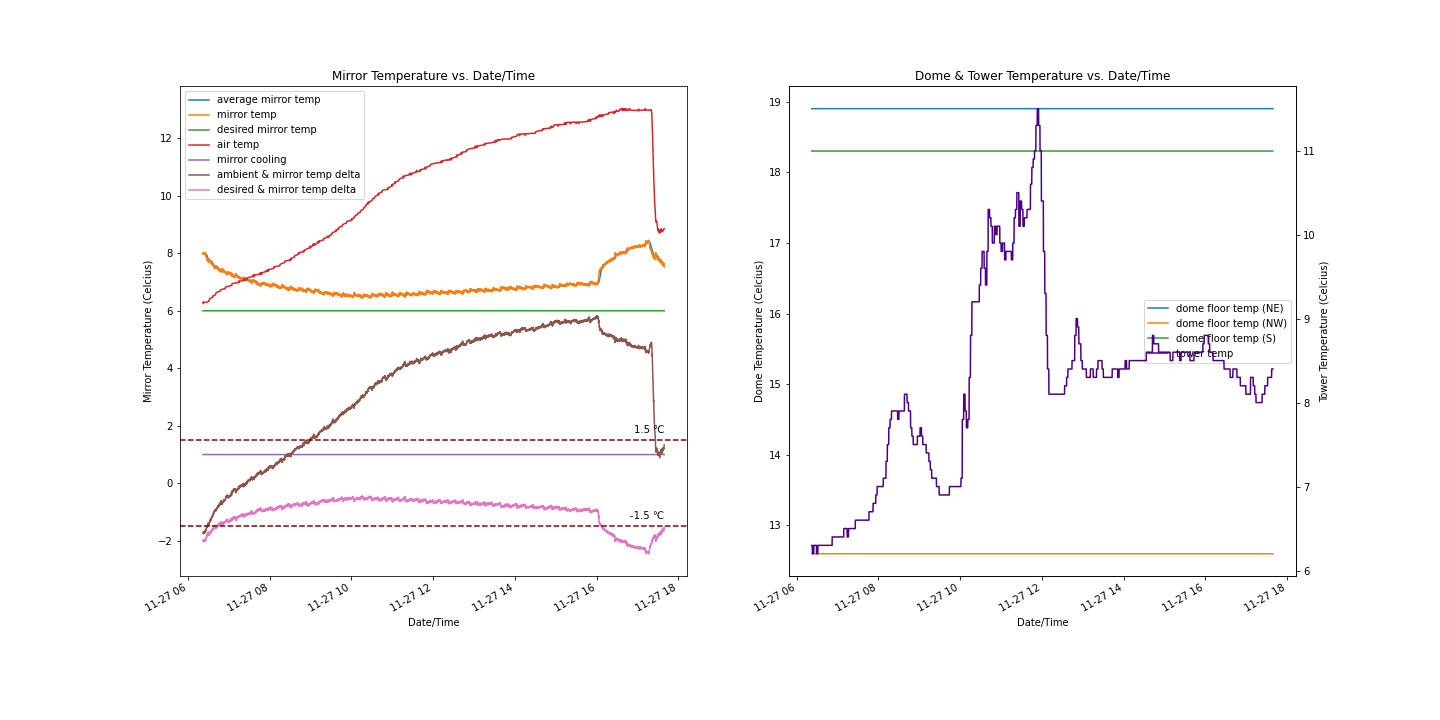 Mirror Temperature vs. Date/Time
Mirror Temperature (Celcius)
12
10
8
6
4
2
0
−2
average mirror temp
mirror temp
desired mirror temp
air temp
mirror cooling
ambient & mirror temp delta
desired & mirror temp delta
1.5 °C
-1.5 °C
11-27 06
11-27 08
11-27 10
11-27 12
11-27 14
11-27 16
11-27 18
Date/Time
Dome & Tower Temperature vs. Date/Time
Dome Temperature (Celcius)
19
18
17
16
15
14
13
dome floor temp (NE)
dome floor temp (NW)
dome floor temp (S)
tower temp
11
10
9
8
7
6
Tower Temperature (Celcius)
11-27 06
11-27 08
11-27 10
11-27 12
11-27 14
11-27 16
11-27 18
Date/Time